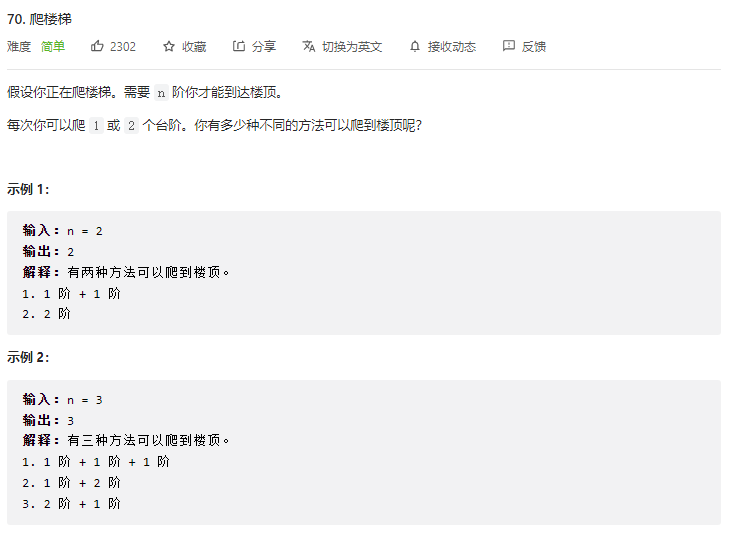 70. 爬楼梯
难度 简单 2302 收藏 分享 切换为英文 接收动态 反馈
假设你正在爬楼梯。需要 n 阶你才能到达楼顶。
每次你可以爬 1 或 2 个台阶。你有多少种不同的方法可以爬到楼顶呢?
示例 1:
输入:n = 2
输出:2
解释:有两种方法可以爬到楼顶。
1. 1 阶 + 1 阶
2. 2 阶
示例 2:
输入:n = 3
输出:3
解释:有三种方法可以爬到楼顶。
1. 1 阶 + 1 阶 + 1 阶
2. 1 阶 + 2 阶
3. 2 阶 + 1 阶